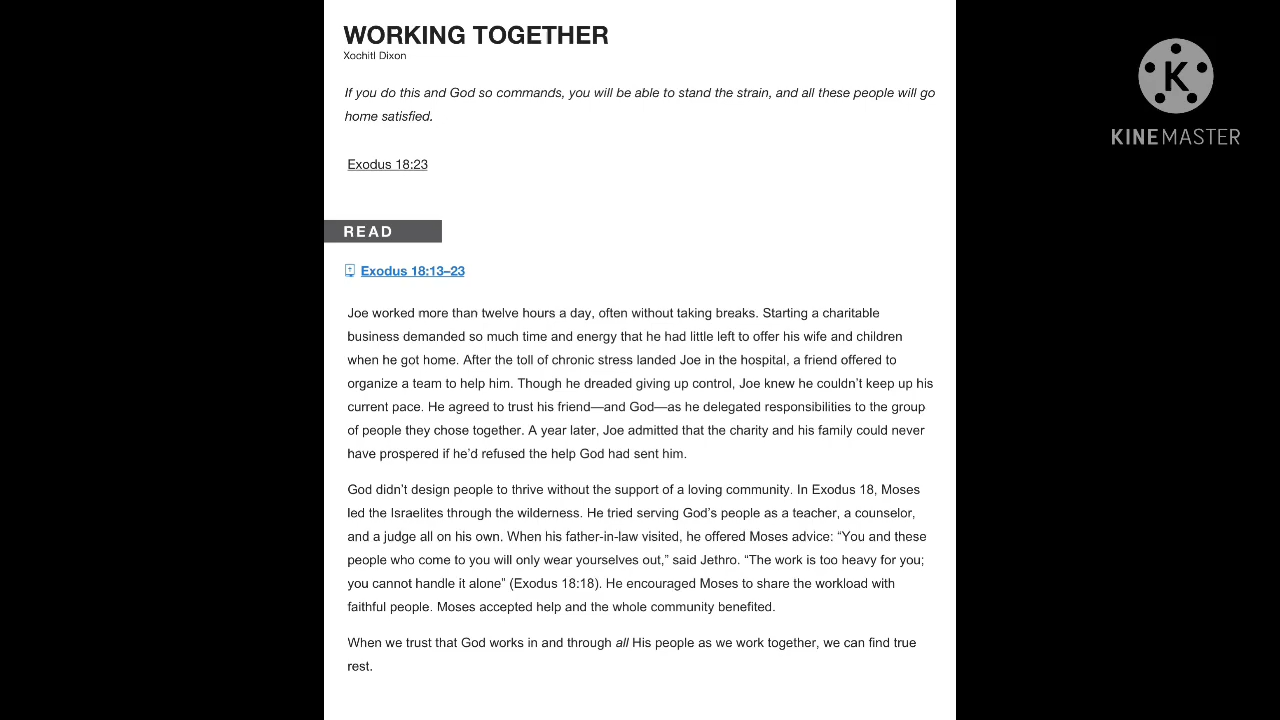 WORKING TOGETHER
Xochitl Dixon
If you do this and God so commands, you will be able to stand the strain, and all these people will go
home satisfied.
Exodus 18:23
READ
Exodus 18:13–23
Joe worked more than twelve hours a day, often without taking breaks. Starting a charitable
business demanded so much time and energy that he had little left to offer his wife and children
when he got home. After the toll of chronic stress landed Joe in the hospital, a friend offered to
organize a team to help him. Though he dreaded giving up control, Joe knew he couldn’t keep up his
current pace. He agreed to trust his friend—and God—as he delegated responsibilities to the group
of people they chose together. A year later, Joe admitted that the charity and his family could never
have prospered if he’d refused the help God had sent him.
God didn’t design people to thrive without the support of a loving community. In Exodus 18, Moses
led the Israelites through the wilderness. He tried serving God’s people as a teacher, a counselor,
and a judge all on his own. When his father-in-law visited, he offered Moses advice: “You and these
people who come to you will only wear yourselves out,” said Jethro. “The work is too heavy for you;
you cannot handle it alone” (Exodus 18:18). He encouraged Moses to share the workload with
faithful people. Moses accepted help and the whole community benefited.
When we trust that God works in and through all His people as we work together, we can find true
rest.
K
KINEMASTER